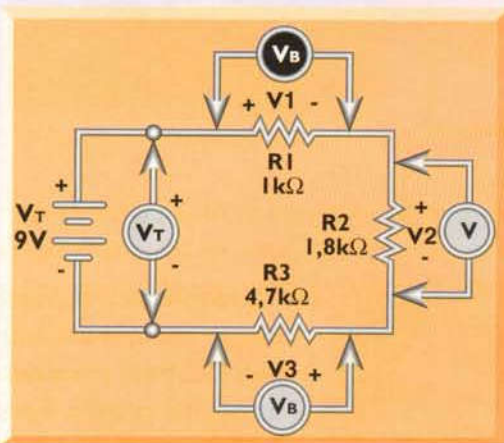 VB
+ V1 -
R1
1kΩ
+
VT
9V
-
+
VT
-
R2
1,8kΩ
+
V2
-
V
R3
4,7kΩ
- V3 +
VB